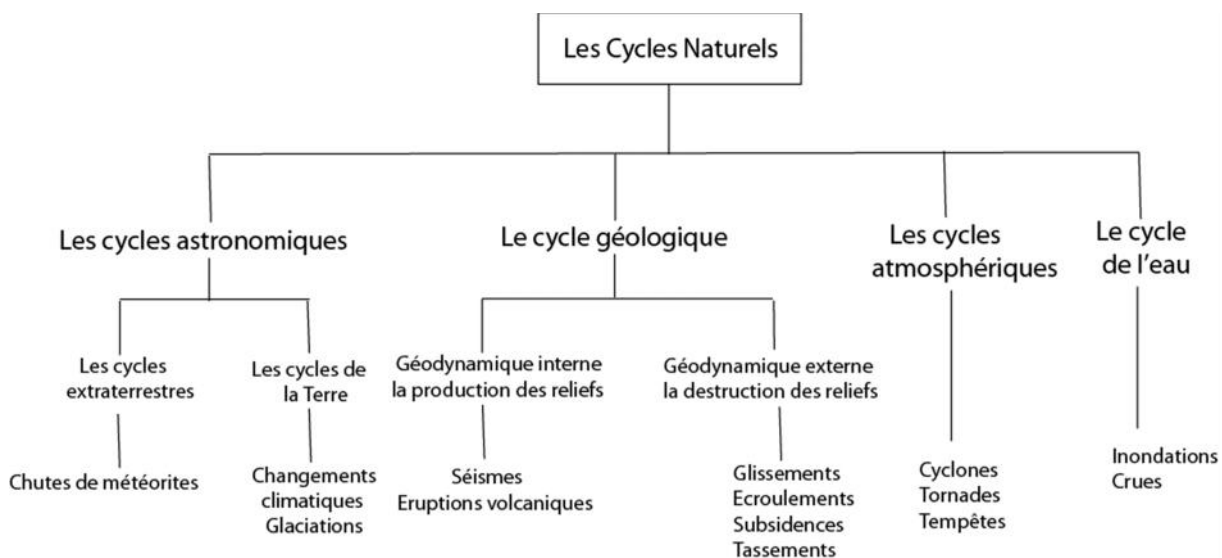 Les Cycles Naturels
Les cycles astronomiques
Le cycle géologique
Les cycles
atmosphériques
Le cycle
de l'eau
Les cycles
extraterrestres
Les cycles de
la Terre
Géodynamique interne
la production des reliefs
Géodynamique externe
la destruction des reliefs
Chutes de météorites
Changements
climatiques
Glaciations
Séismes
Eruptions volcaniques
Glissements
Ecroulements
Subsidences
Tassements
Cyclones
Tornades
Tempêtes
Inondations
Crues